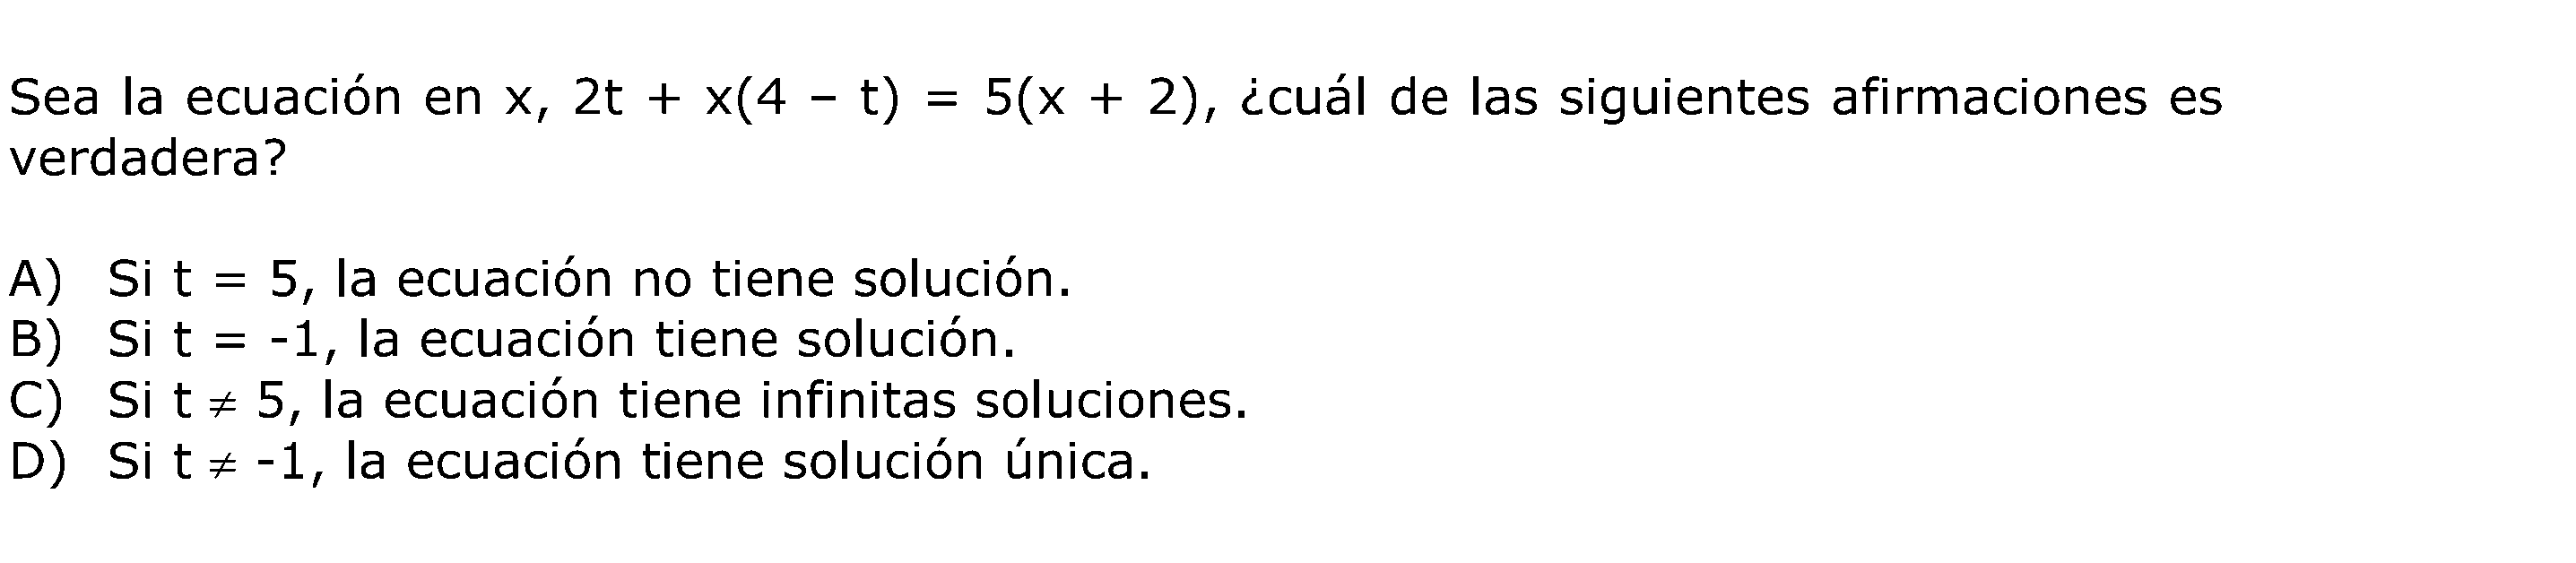 Sea la ecuación en x, 2t + x(4 – t) = 5(x + 2), ¿cuál de las siguientes afirmaciones es
verdadera?
A) Si t = 5, la ecuación no tiene solución.
B) Si t = -1, la ecuación tiene solución.
C) Si t ≠ 5, la ecuación tiene infinitas soluciones.
D) Si t ≠ -1, la ecuación tiene solución única.